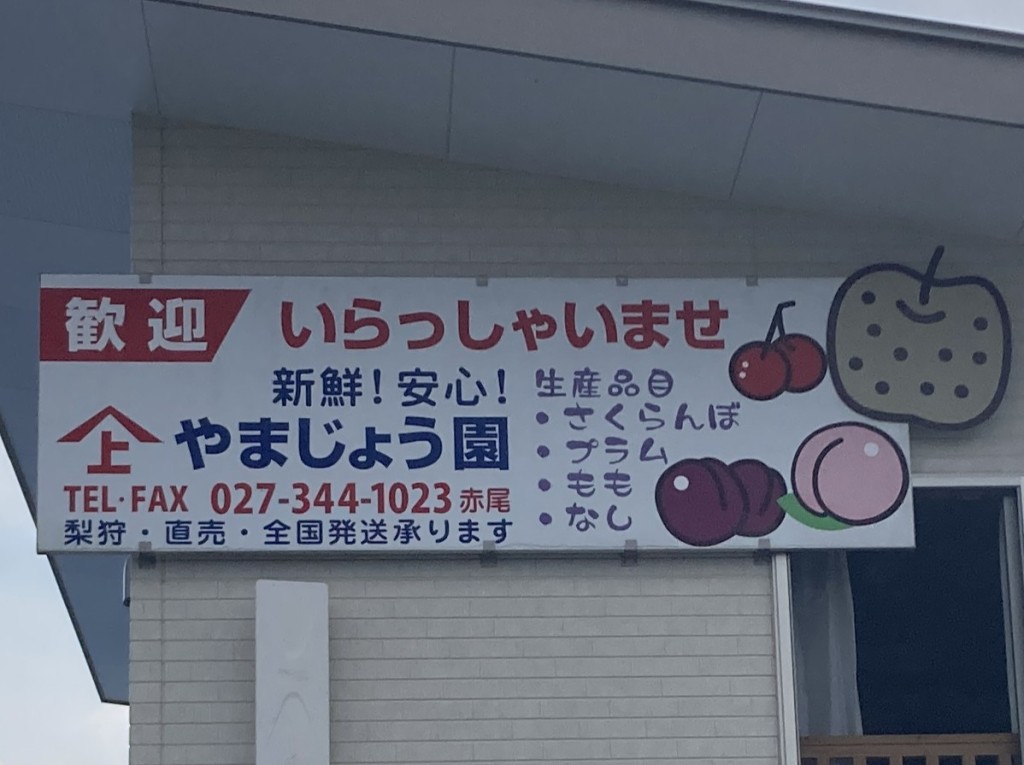 歓迎 いらっしゃいませ
新鮮！安心！
上 やまじょう園
TEL・FAX 027-344-1023 赤尾
梨狩・直売・全国発送承ります
生産品目
・さくらんぼ
・プラム
・もも
・なし